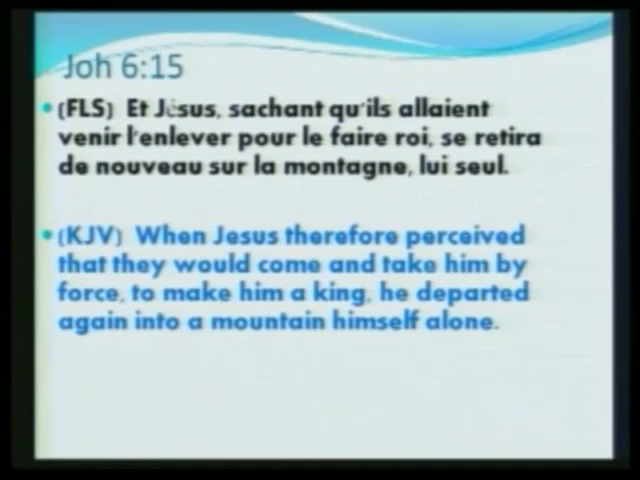 Joh 6:15
• (FLS) Et Jésus, sachant qu'ils allaient
venir l'enlever pour le faire roi, se retira
de nouveau sur la montagne, lui seul.
• (KJV) When Jesus therefore perceived
that they would come and take him by
force, to make him a king, he departed
again into a mountain himself alone.